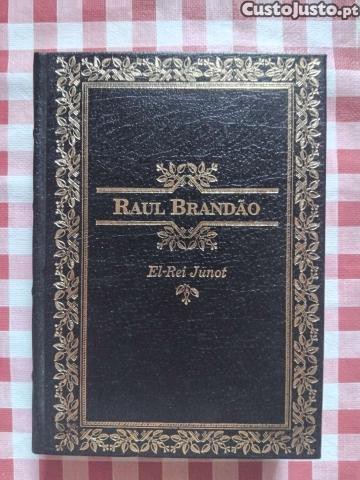 CustoJusto.pt
RAUL BRANDÃO
El-Rei Junot